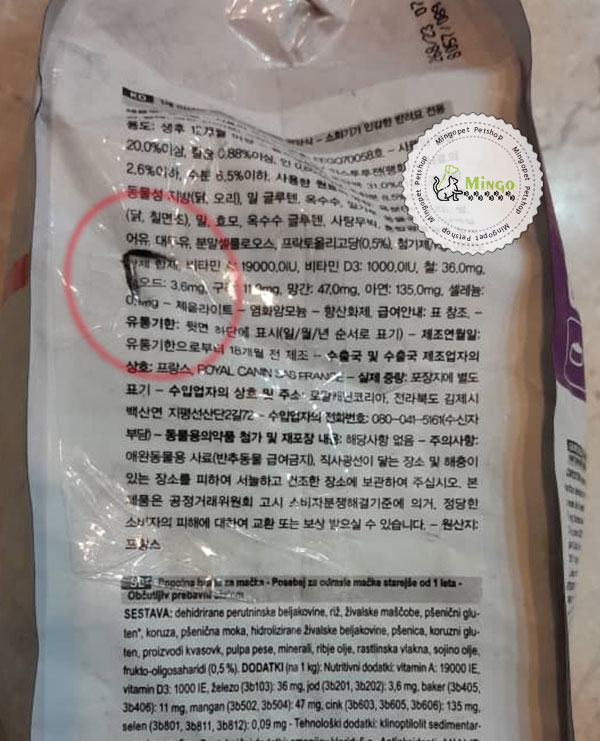 Mingopet Petshop
Mingo
KO
용도: 생후 12개월
소화기가 민감한 반려묘 전용
20.0%이상, 칼슘 0.88%이상, 인
2.6%이하, 수분 6.5%이하, 사용한
31.0%
동물성 지방(닭, 오리), 밀 글루텐, 옥수수
(닭, 칠면조), 밀, 효모, 옥수수 글루텐, 사탕무박,
어유, 대두유, 분말셀룰로오스, 프락토올리고당(0.5%), 첨가제
비타민 A: 19000.0IU, 비타민 D3: 1000.0IU, 철: 36.0mg,
3.6mg, 구리: 11.0mg, 망간: 47.0mg, 아연: 135.0mg, 셀레늄:
– 제올라이트 – 염화암모늄 – 항산화제, 급여안내: 표 참조. –
유통기한: 뒷면 하단에 표시(일/월/년 순서로 표기) – 제조연월일:
유통기한으로부터 18개월 전 제조 – 수출국 및 수출국 제조업자의
상호: 프랑스, ROYAL CANIN SAS FRANCE – 실제 중량: 포장지에 별도
표기 – 수입업자의 상호 및 주소: 로얄캐닌코리아, 전라북도 김제시
백산면 지평선산단2길72 – 수입업자의 전화번호: 080-041-5161(수신자
부담) – 동물용의약품 첨가 및 재포장 내용: 해당사항 없음 – 주의사항:
애완동물용 사료(반추동물 급여금지), 직사광선이 닿는 장소 및 해충이
있는 장소를 피하여 서늘하고 건조한 장소에 보관하여 주십시오. 본
제품은 공정거래위원회 고시 소비자분쟁해결기준에 의거, 정당한
소비자의 피해에 대하여 교환 또는 보상 받으실 수 있습니다. – 원산지:
프랑스
Popolna hrana za mačke - Posebej za odrasle mačke starejše od 1 leta -
Občutljiv prebavni sistem
SESTAVA: dehidrirane perutninske beljakovine, riž, živalske maščobe, pšenični glu-
ten*, koruza, pšenična moka, hidrolizirane živalske beljakovine, pšenica, koruzni glu-
ten, proizvodi kvasovk, pulpa pese, minerali, ribje olje, rastlinska vlakna, sojino olje,
frukto-oligosaharidi (0,5 %). DODATKI (na 1 kg): Nutritivni dodatki: vitamin A: 19000 IE,
vitamin D3: 1000 IE, železo (3b103): 36 mg, jod (3b201, 3b202): 3,6 mg, baker (3b405,
3b406): 11 mg, mangan (3b502, 3b504): 47 mg, cink (3b603, 3b605, 3b606): 135 mg,
selen (3b801, 3b811, 3b812): 0,09 mg - Tehnološki dodatki: klinoptilolit sedimentar-